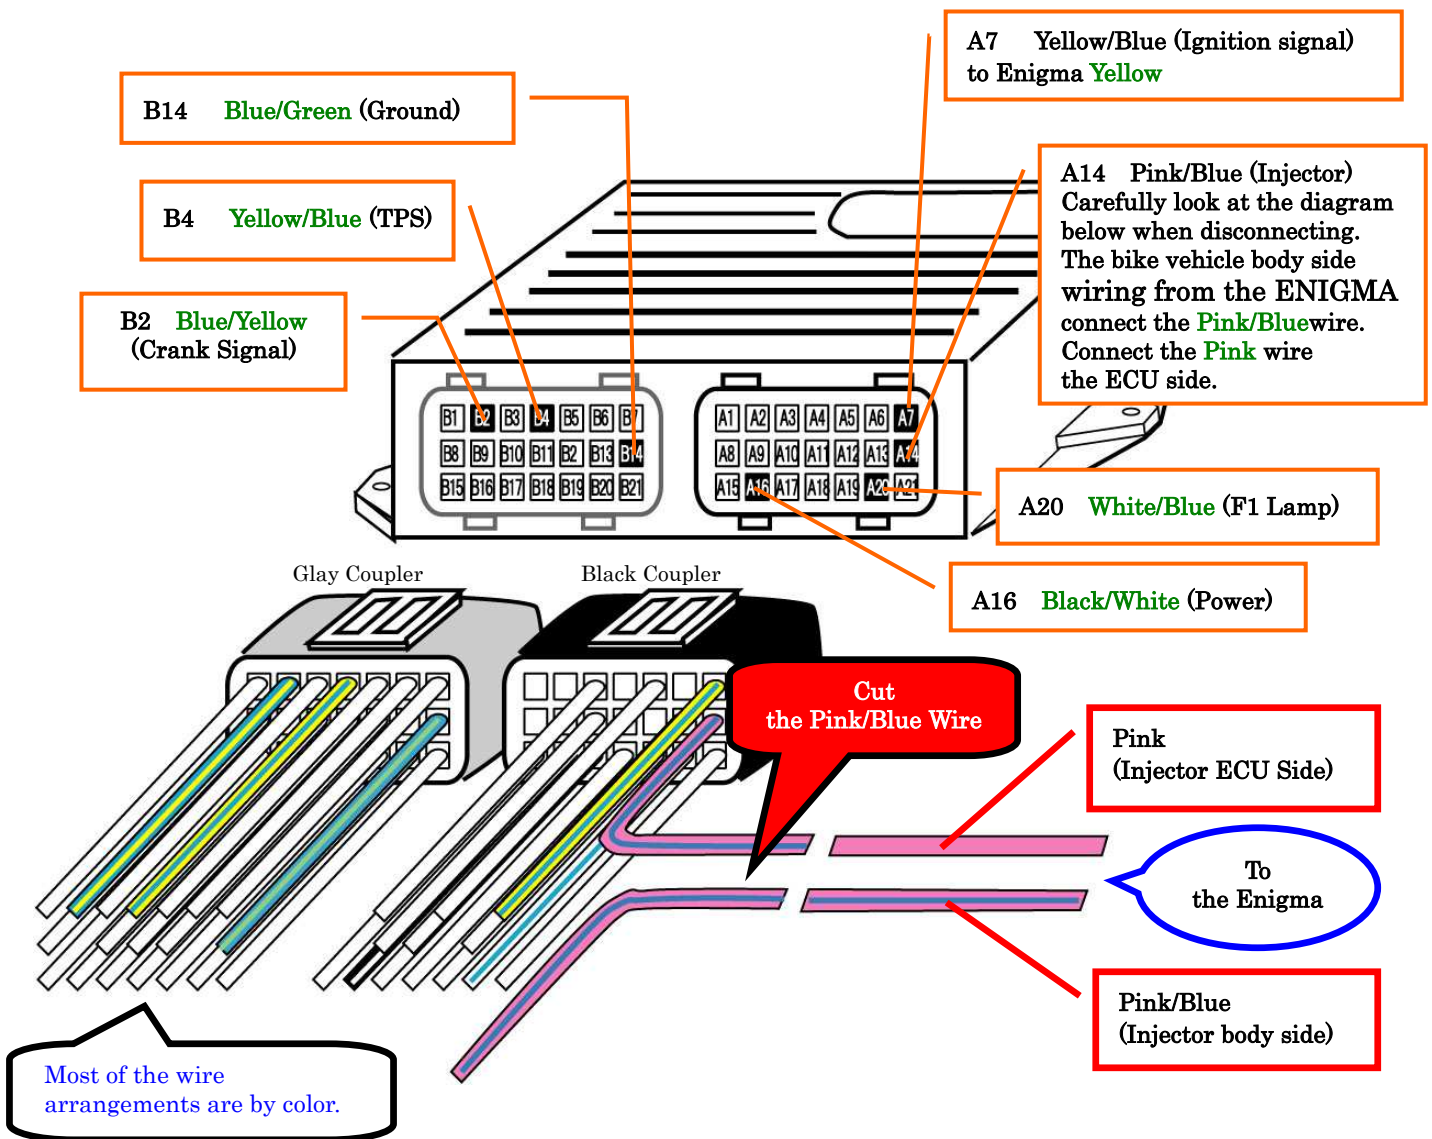 A7 Yellow/Blue (Ignition signal)
to Enigma Yellow
B14 Blue/Green (Ground)
A14 Pink/Blue (Injector)
Carefully look at the diagram
below when disconnecting.
The bike vehicle body side
wiring from the ENIGMA
connect the Pink/Bluewire.
Connect the Pink wire
the ECU side.
B4 Yellow/Blue (TPS)
B2 Blue/Yellow
(Crank Signal)
B1 B2 B3 B4 B5 B6 B7
B8 B9 B10 B11 B2 B13 B14
B15 B16 B17 B18 B19 B20 B21
A1 A2 A3 A4 A5 A6 A7
A8 A9 A10 A11 A12 A13 A14
A15 A16 A17 A18 A19 A20 A21
A20 White/Blue (F1 Lamp)
A16 Black/White (Power)
Glay Coupler
Black Coupler
Cut
the Pink/Blue Wire
Pink
(Injector ECU Side)
To
the Enigma
Pink/Blue
(Injector body side)
Most of the wire
arrangements are by color.